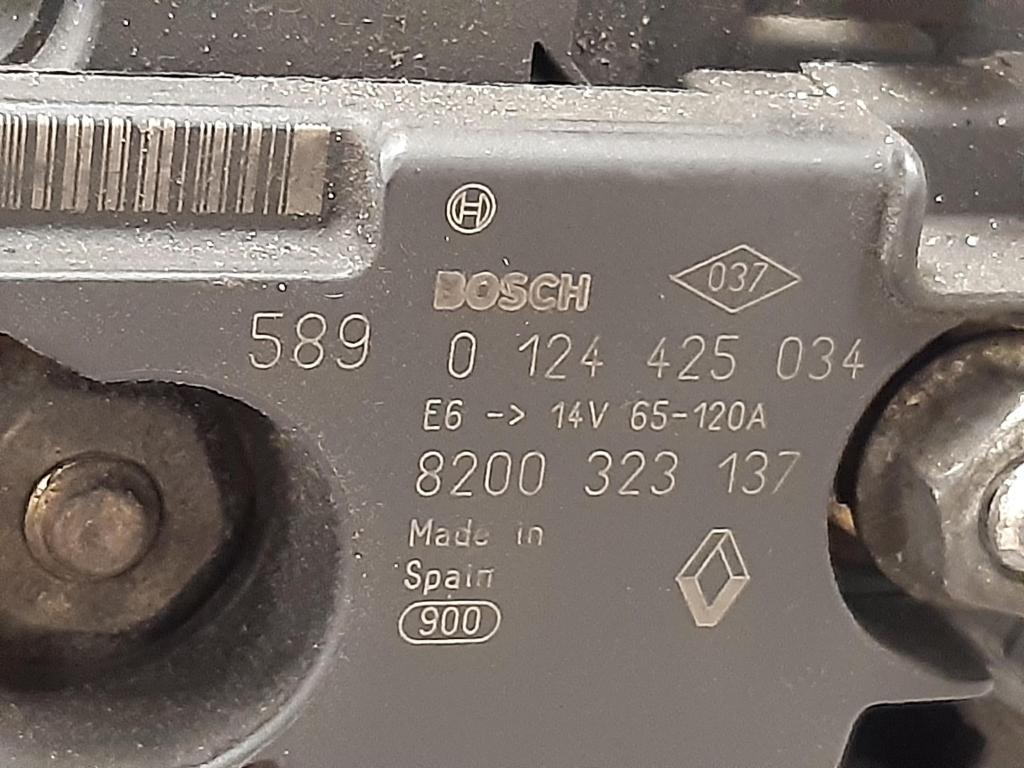 BOSCH
037
589
0 124 425 034
E6 -> 14V 65-120A
8200 323 137
Made in
Spain
900